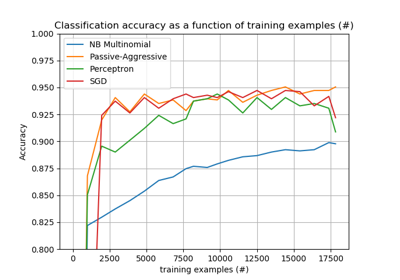 Classification accuracy as a function of training examples (#)
1.000
0.975
0.950
0.925
0.900
0.875
0.850
0.825
0.800
Accuracy
NB Multinomial
Passive-Aggressive
Perceptron
SGD
0 2500 5000 7500 10000 12500 15000 17500
training examples (#)